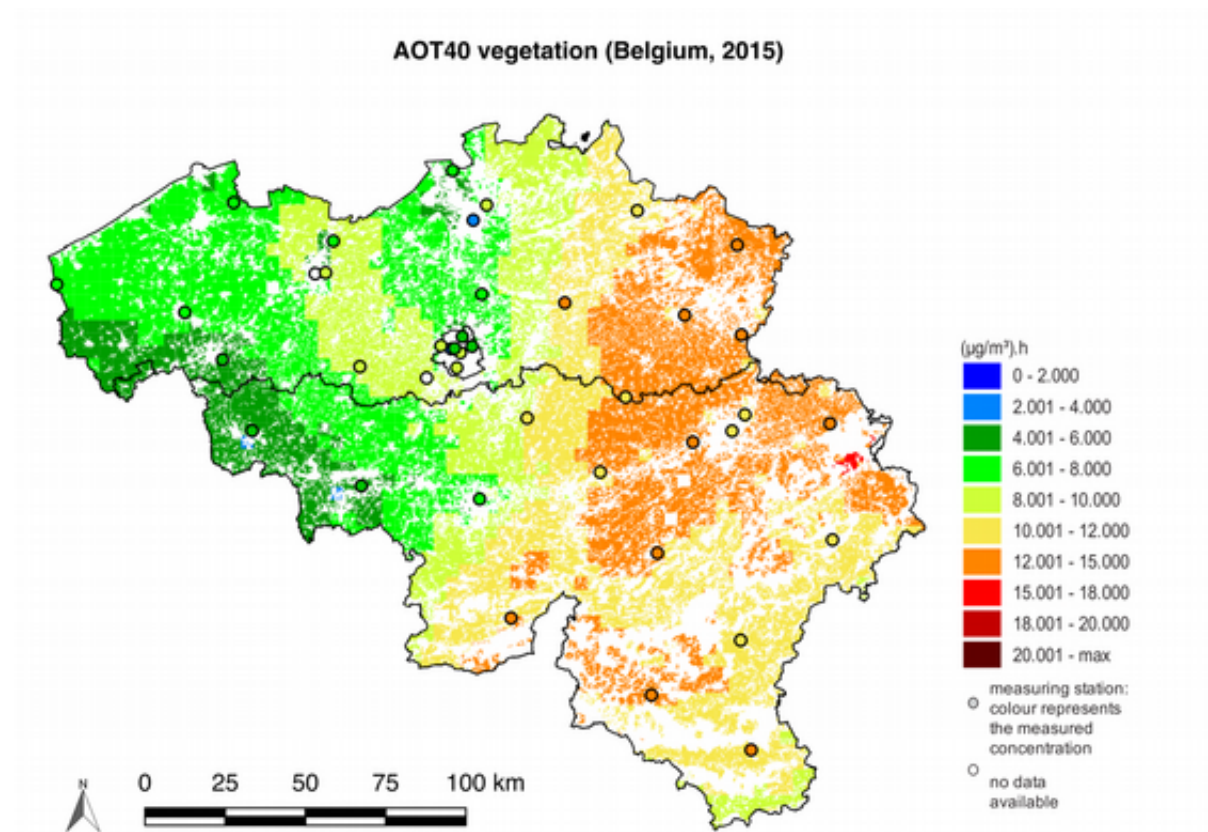 AOT40 vegetation (Belgium, 2015)
(µg/m³).h
0 - 2.000
2.001 - 4.000
4.001 - 6.000
6.001 - 8.000
8.001 - 10.000
10.001 - 12.000
12.001 - 15.000
15.001 - 18.000
18.001 - 20.000
20.001 - max
measuring station:
colour represents
the measured
concentration
no data
available
N
0 25 50 75 100 km